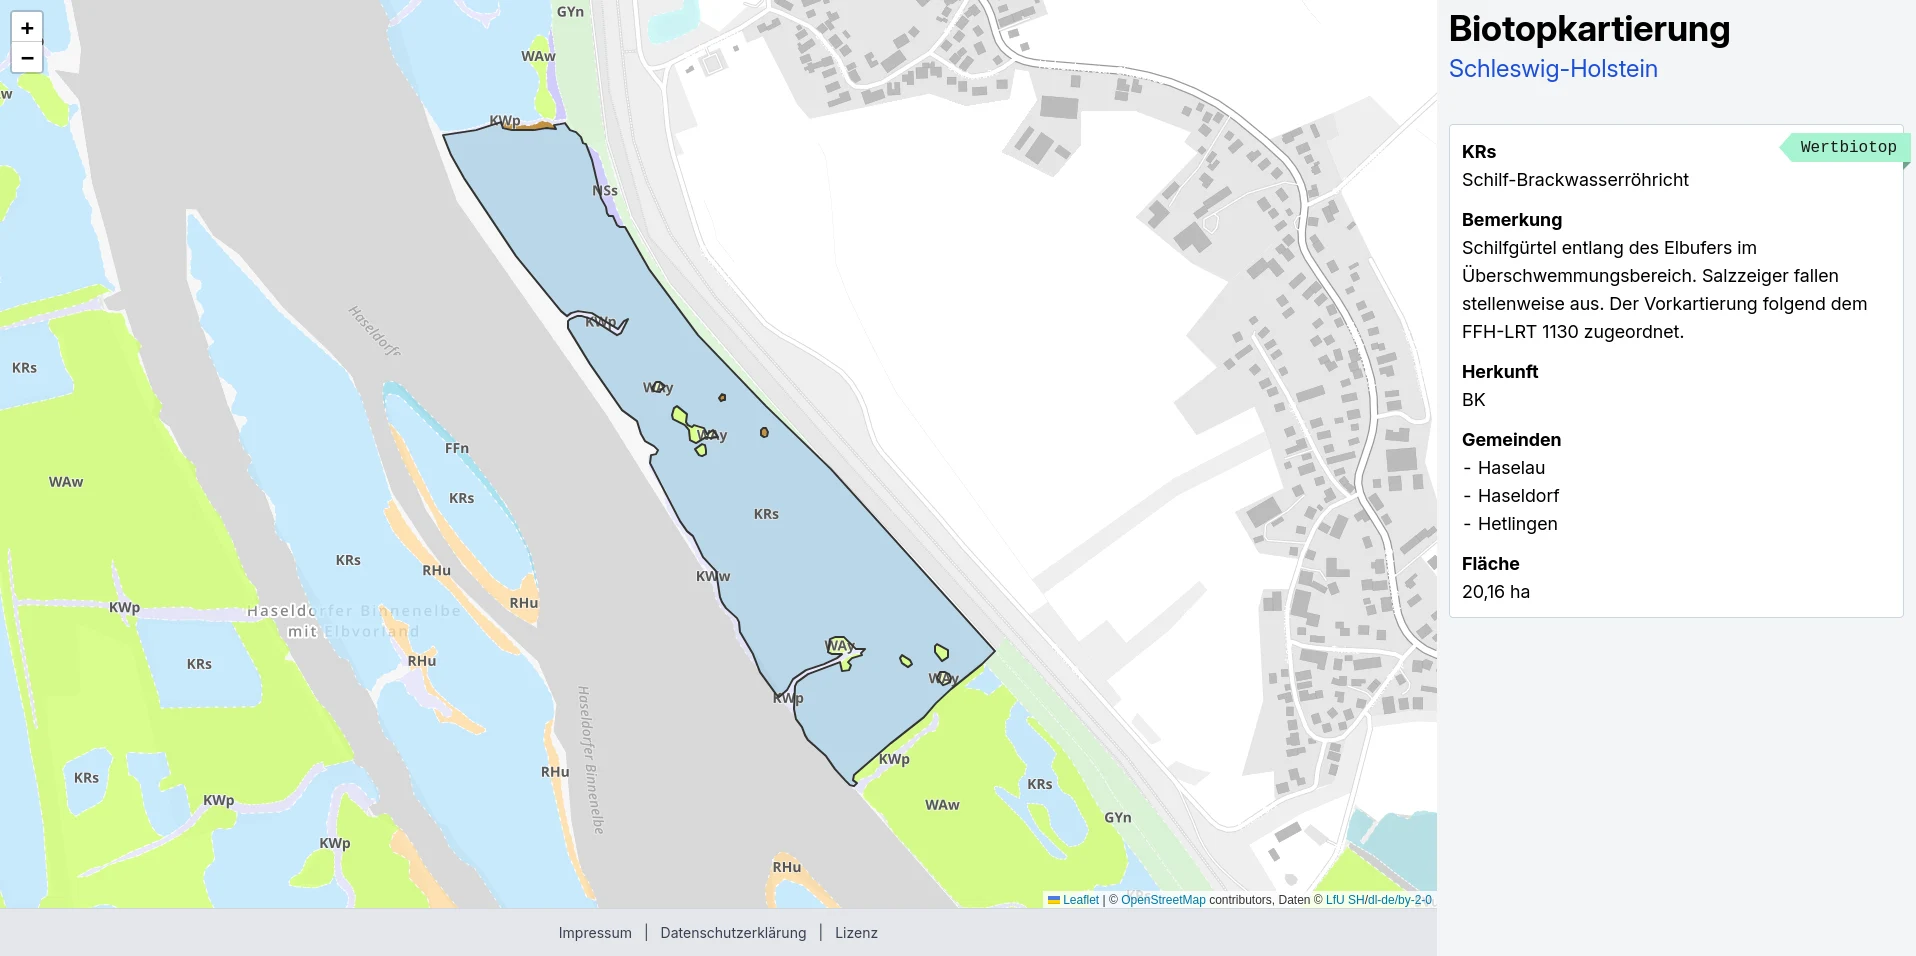 +
−
GYn
WAw
w
KWp
NSs
Haseldorfe
KWp
KRs
WAy
WAy
FFn
WAw
KRs
KRs
KRs
RHu
KWw
RHu
KWp
Haseldorfer Binnenelbe
mit Elbvorland
WAy
RHu
KRs
WAy
Haseldorfer Binnenelbe
KWp
KWp
RHu
KRs
KRs
KWp
WAw
GYn
KWp
RHu
Leaflet | © OpenStreetMap contributors, Daten © LfU SH/dl-de/by-2-0
Impressum | Datenschutzerklärung | Lizenz
Biotopkartierung
Schleswig-Holstein
Wertbiotop
KRs
Schilf-Brackwasserröhricht
Bemerkung
Schilfgürtel entlang des Elbufers im
Überschwemmungsbereich. Salzzeiger fallen
stellenweise aus. Der Vorkartierung folgend dem
FFH-LRT 1130 zugeordnet.
Herkunft
BK
Gemeinden
- Haselau
- Haseldorf
- Hetlingen
Fläche
20,16 ha